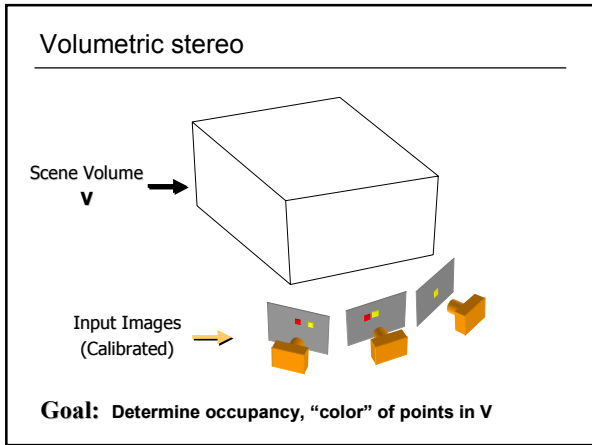 Volumetric stereo
Scene Volume
V
Input Images
(Calibrated)
Goal: Determine occupancy, “color” of points in V